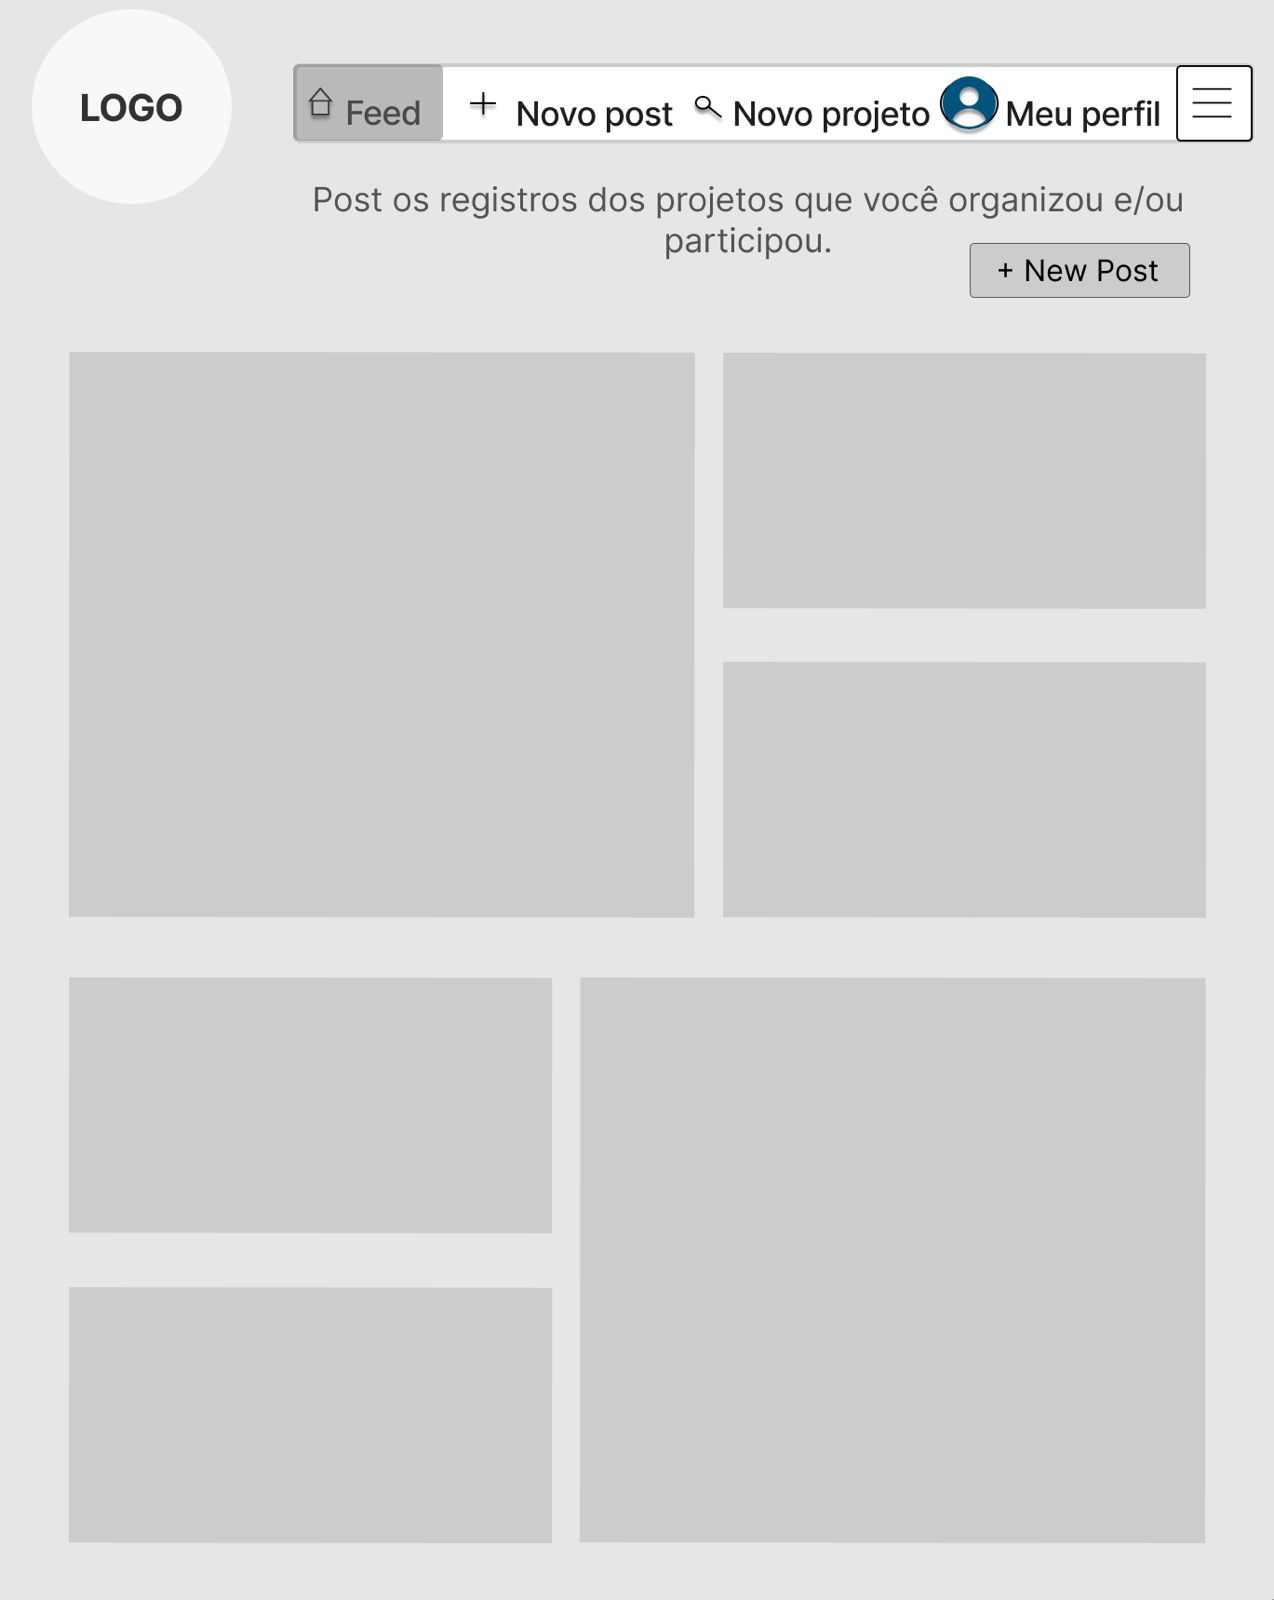 LOGO
Feed
Novo post
Novo projeto
Meu perfil
Post os registros dos projetos que você organizou e/ou
participou.
+ New Post